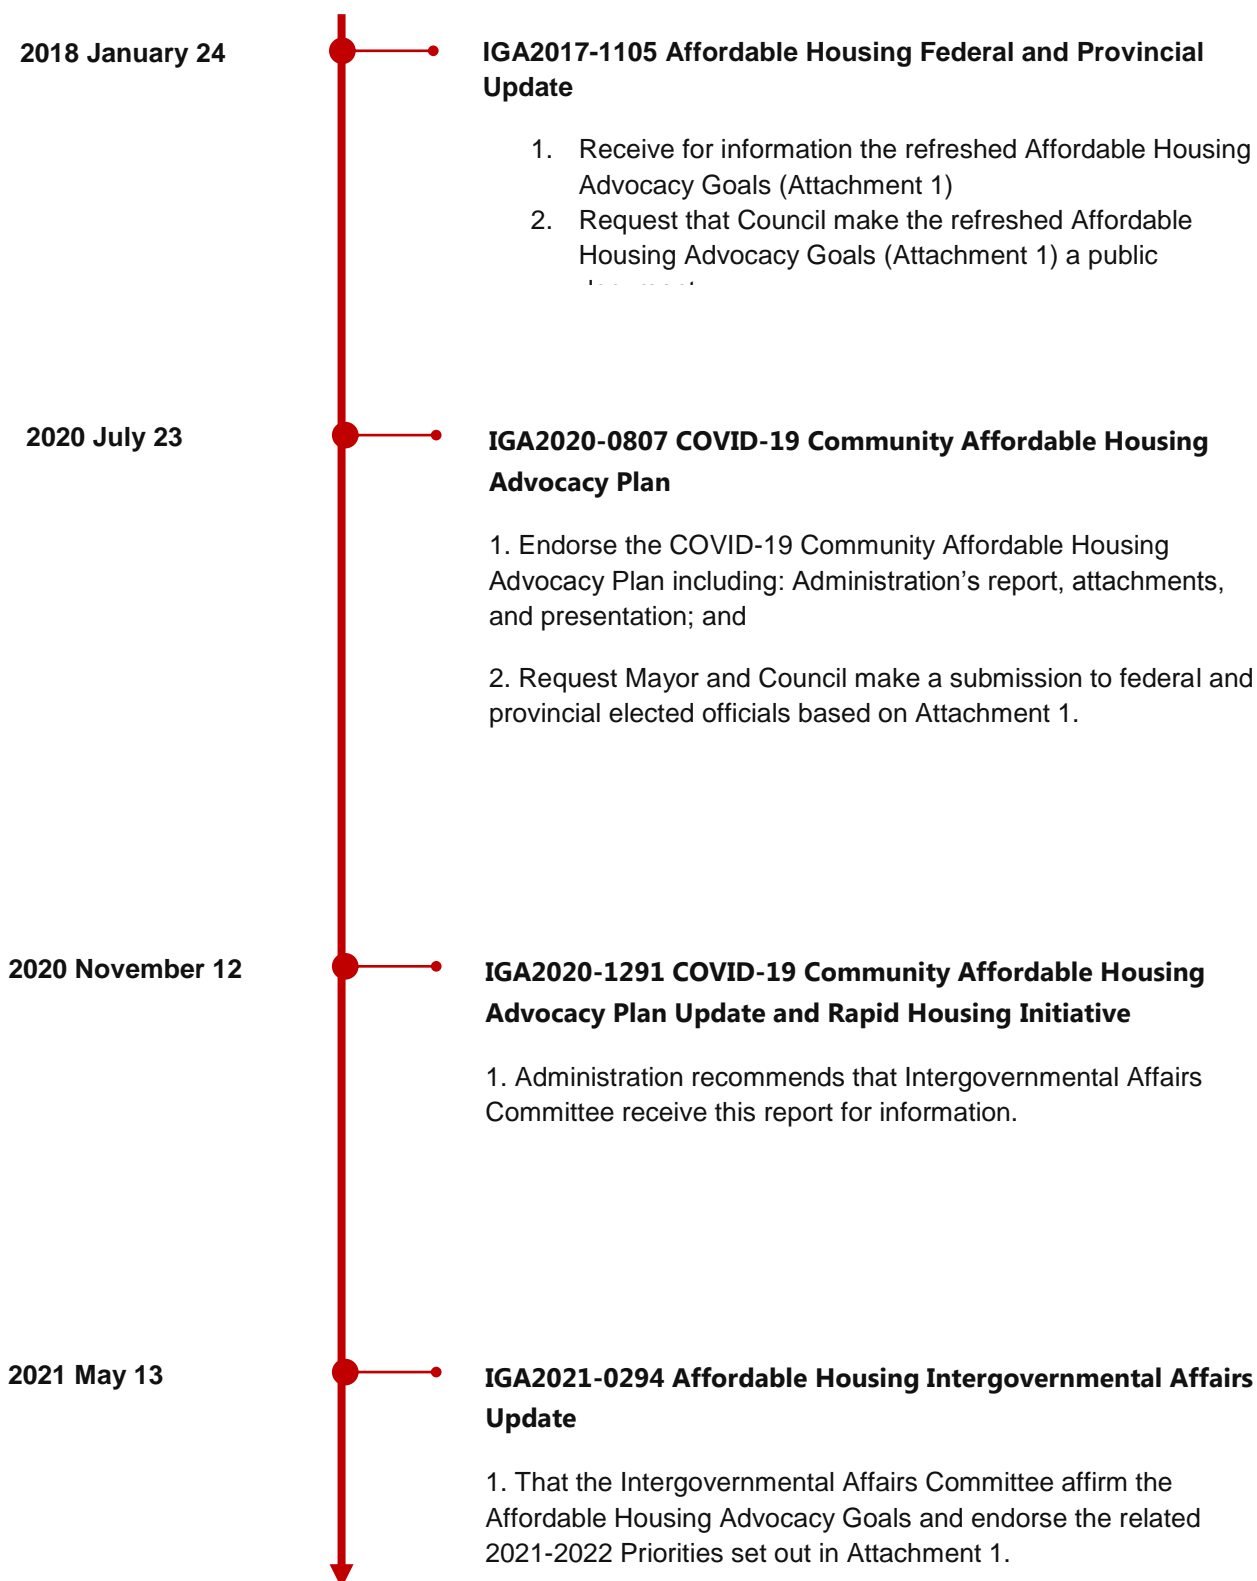 2018 January 24
IGA2017-1105 Affordable Housing Federal and Provincial
Update
1. Receive for information the refreshed Affordable Housing
Advocacy Goals (Attachment 1)
2. Request that Council make the refreshed Affordable
Housing Advocacy Goals (Attachment 1) a public
2020 July 23
IGA2020-0807 COVID-19 Community Affordable Housing
Advocacy Plan
1. Endorse the COVID-19 Community Affordable Housing
Advocacy Plan including: Administration’s report, attachments,
and presentation; and
2. Request Mayor and Council make a submission to federal and
provincial elected officials based on Attachment 1.
2020 November 12
IGA2020-1291 COVID-19 Community Affordable Housing
Advocacy Plan Update and Rapid Housing Initiative
1. Administration recommends that Intergovernmental Affairs
Committee receive this report for information.
2021 May 13
IGA2021-0294 Affordable Housing Intergovernmental Affairs
Update
1. That the Intergovernmental Affairs Committee affirm the
Affordable Housing Advocacy Goals and endorse the related
2021-2022 Priorities set out in Attachment 1.